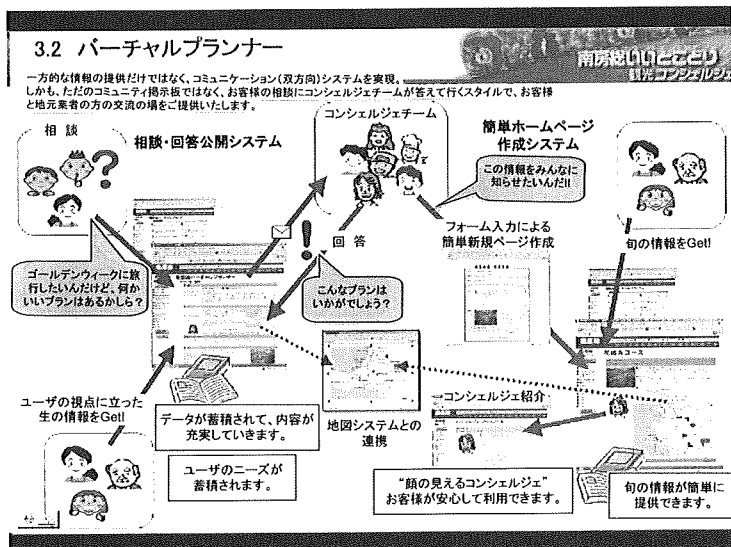 3.2 バーチャルプランナー
南房総いいとこどり
観光コンシェルジェ
一方的な情報の提供だけではなく、コミュニケーション(双方向)システムを実現。
しかも、ただのコミュニティ掲示板ではなく、お客様の相談にコンシェルジェチームが答えて行くスタイルで、お客様
と地元業者の方の交流の場をご提供いたします。
相談
相談・回答公開システム
コンシェルジェチーム
簡単ホームページ
作成システム
この情報をみんなに
知らせたいんだ!!
フォーム入力による
簡単新規ページ作成
旬の情報をGet!
回答
ゴールデンウィークに旅
行したいんだけど、何か
いいプランはあるかしら?
こんなプランは
いかがでしょう?
ユーザの視点に立った
生の情報をGet!
データが蓄積されて、内容が
充実していきます。
ユーザのニーズが
蓄積されます。
地図システムとの
連携
コンシェルジェ紹介
"顔の見えるコンシェルジェ"
お客様が安心して利用できます。
旬の情報が簡単に
提供できます。